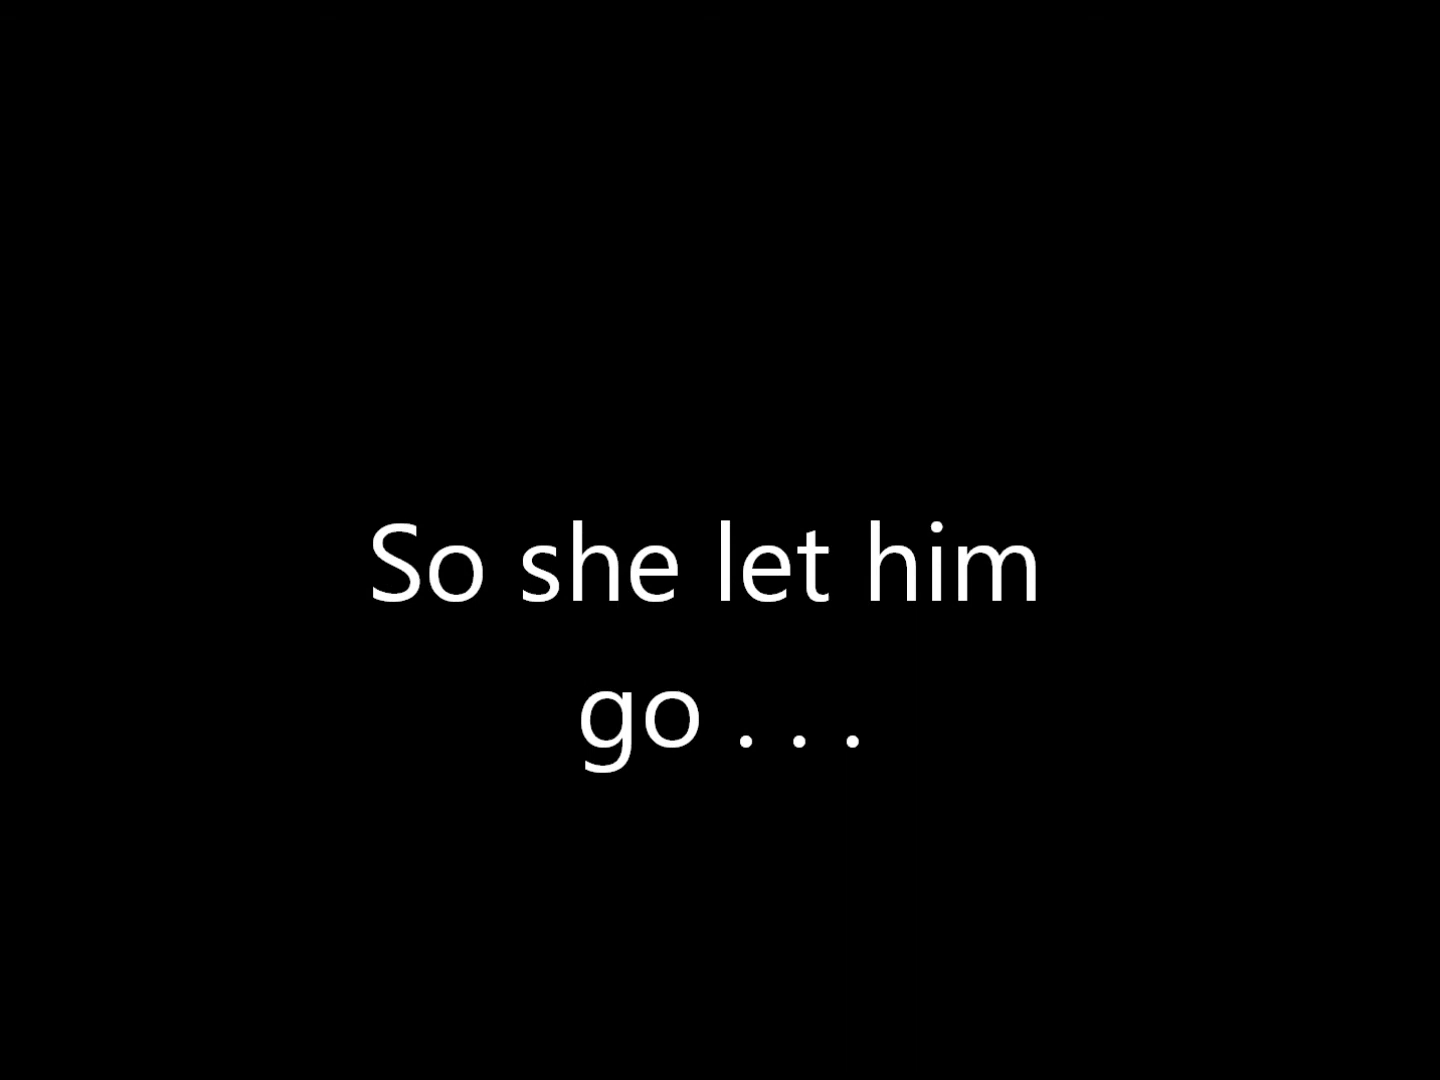 So she let him
go . . .